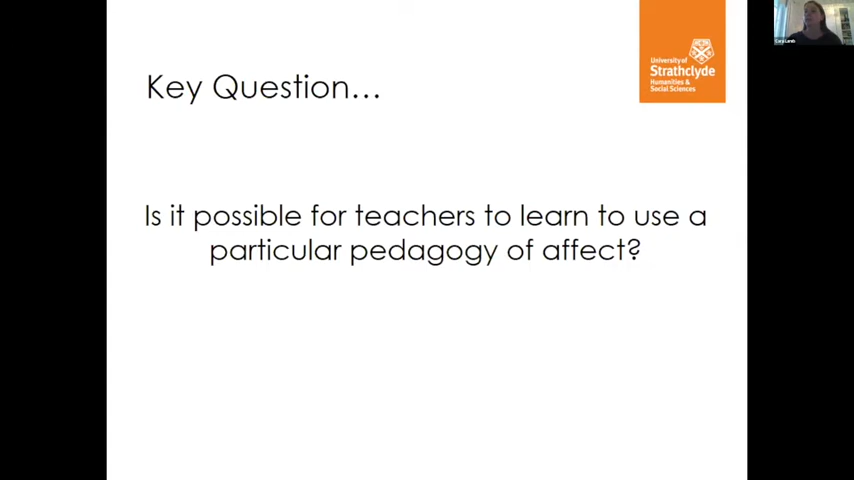 Key Question...
University of
Strathclyde
Humanities &
Social Sciences
Is it possible for teachers to learn to use a
particular pedagogy of affect?